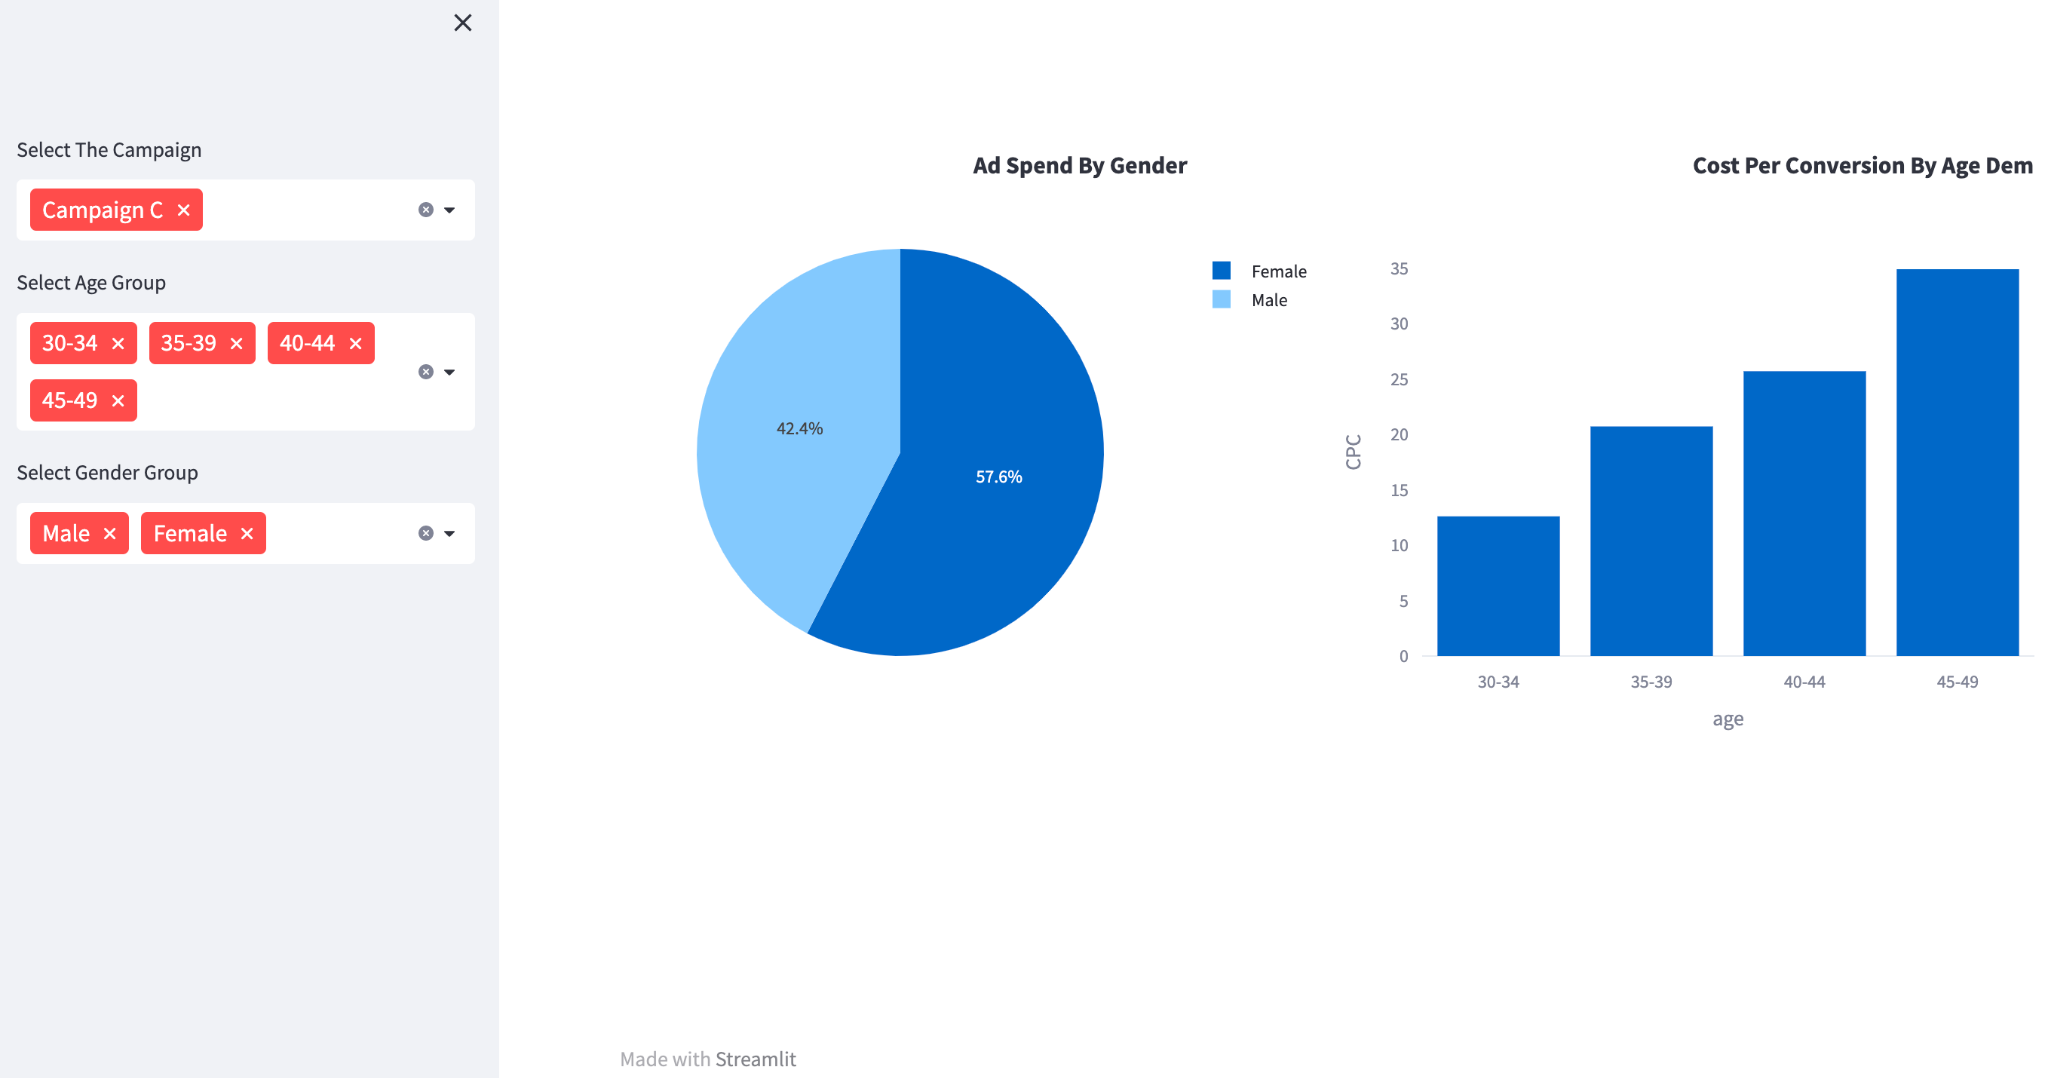 Select The Campaign
Campaign C
Select Age Group
30-34 35-39 40-44
45-49
Select Gender Group
Male Female
Ad Spend By Gender
42.4%
57.6%
Female
Male
Cost Per Conversion By Age Dem
35
30
25
20
15
10
5
0
CPC
30-34 35-39 40-44 45-49
age
Made with Streamlit